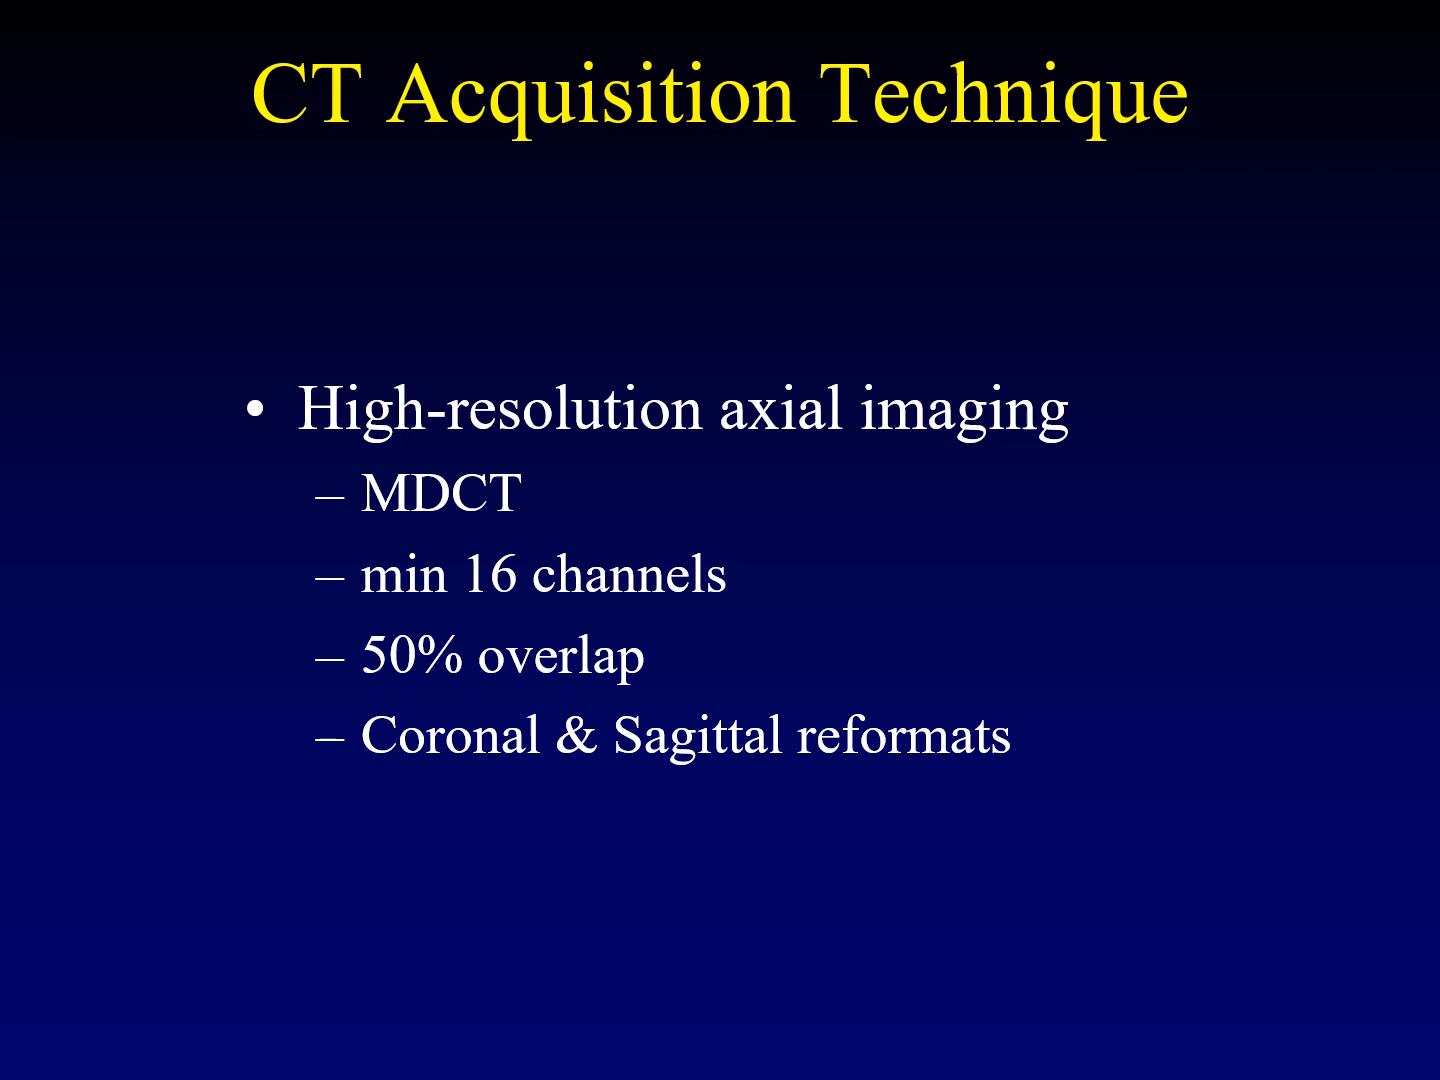 CT Acquisition Technique
• High-resolution axial imaging
– MDCT
– min 16 channels
– 50% overlap
– Coronal & Sagittal reformats